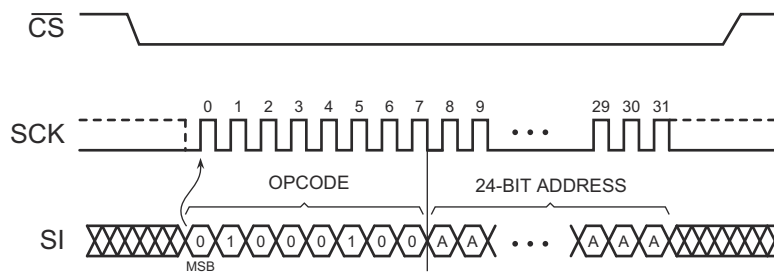 CS
0 1 2 3 4 5 6 7 8 9 29 30 31
SCK
OPCODE 24-BIT ADDRESS
SI 0 1 0 0 0 1 0 0 A A A A A
MSB